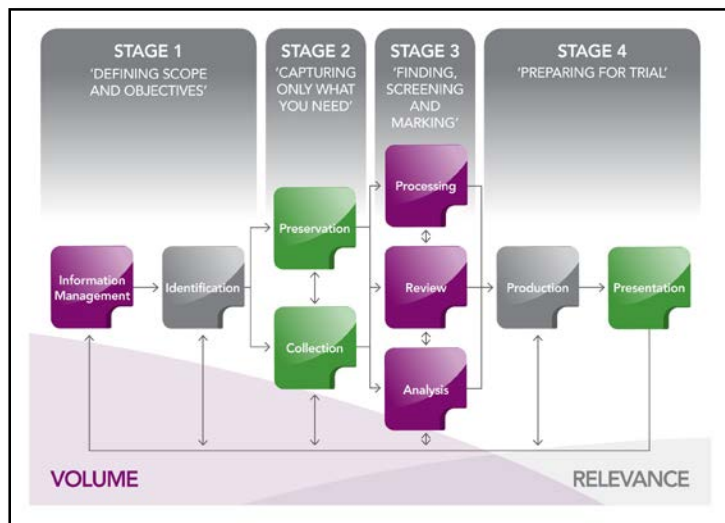 STAGE 1
'DEFINING SCOPE
AND OBJECTIVES'
STAGE 2
'CAPTURING
ONLY WHAT
YOU NEED'
STAGE 3
'FINDING,
SCREENING
AND
MARKING'
STAGE 4
'PREPARING FOR TRIAL'
Information
Management
Identification
Preservation
Collection
Processing
Review
Analysis
Production
Presentation
VOLUME
RELEVANCE